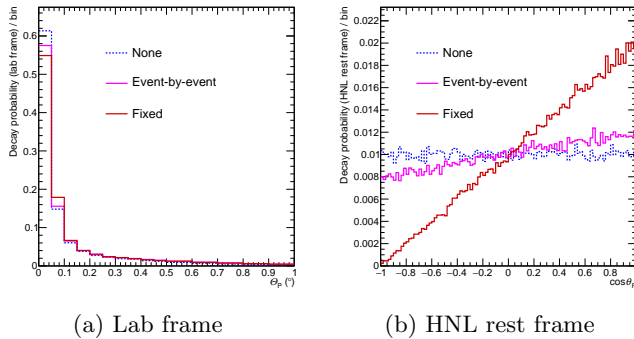 Decay probability (lab frame) / bin
0.6
0.5
0.4
0.3
0.2
0.1
0
None
Event-by-event
Fixed
0 0.1 0.2 0.3 0.4 0.5 0.6 0.7 0.8 0.9 1
ΘP (°)
(a) Lab frame
Decay probability (HNL rest frame) / bin
0.022
0.02
0.018
0.016
0.014
0.012
0.010
0.008
0.006
0.004
0.002
0
None
Event-by-event
Fixed
−1 −0.8 −0.6 −0.4 −0.2 0 0.2 0.4 0.6 0.8
(b) HNL rest frame